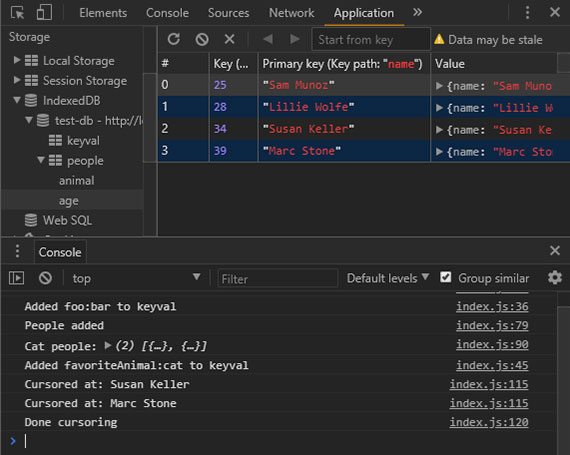 Elements Console Sources Network Application
Storage
Local Storage
Session Storage
IndexedDB
test-db - http://l
keyval
people
animal
age
Web SQL
Start from key Data may be stale
# Key (... Primary key (Key path: "name") Value
0 25 "Sam Munoz" {name: "Sam Muno
1 28 "Lillie Wolfe" {name: "Lillie W
2 34 "Susan Keller" {name: "Susan Ke
3 39 "Marc Stone" {name: "Marc Sto
Console
top Filter Default levels Group similar
Added foo:bar to keyval index.js:36
People added index.js:79
Cat people: (2) [{…}, {…}] index.js:90
Added favoriteAnimal:cat to keyval index.js:45
Cursored at: Susan Keller index.js:115
Cursored at: Marc Stone index.js:115
Done cursoring index.js:120